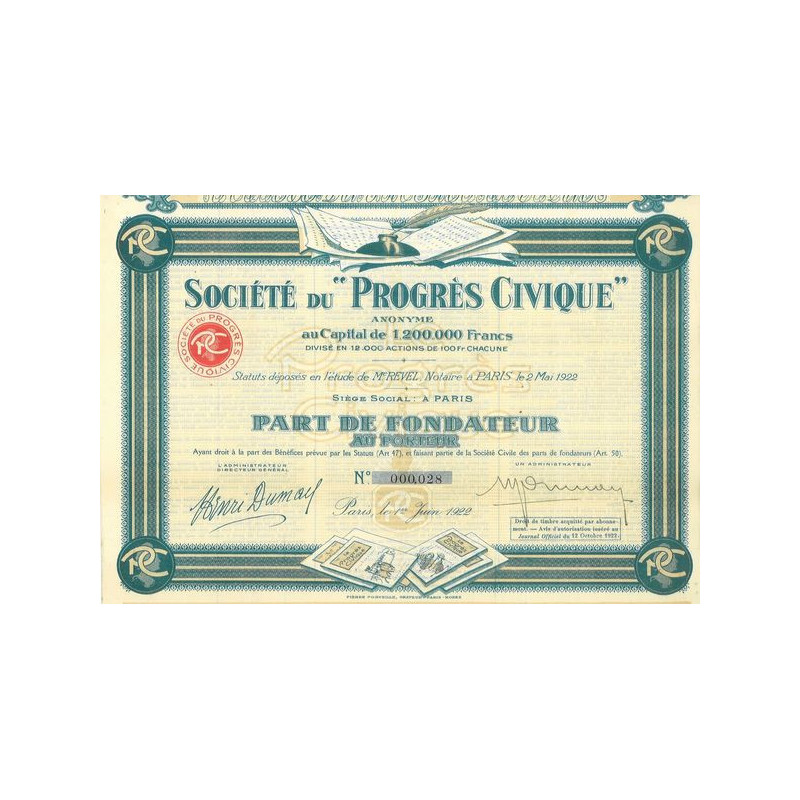 SOCIÉTÉ DU "PROGRÈS CIVIQUE"
ANONYME
au Capital de 1.200.000 Francs
DIVISÉ EN 12.000 ACTIONS DE 100 Fr CHACUNE
SOCIÉTÉ DU PROGRÈS CIVIQUE
PC
Statuts déposés en l'étude de Me REVEL, Notaire à PARIS le 2 Mai 1922
SIÈGE SOCIAL: À PARIS
PART DE FONDATEUR
AU PORTEUR
Ayant droit à la part des Bénéfices prévue par les Statuts (Art 47), et faisant partie de la Société Civile des parts de fondateurs (Art. 50).
L'ADMINISTRATEUR
DIRECTEUR GÉNÉRAL
UN ADMINISTRATEUR
No 000,028
Henri Dumay
Paris, le 1er Juin 1922
Droit de timbre acquitté par abonne-
ment. - Avis d'autorisation inséré au
Journal Officiel du 12 Octobre 1922.